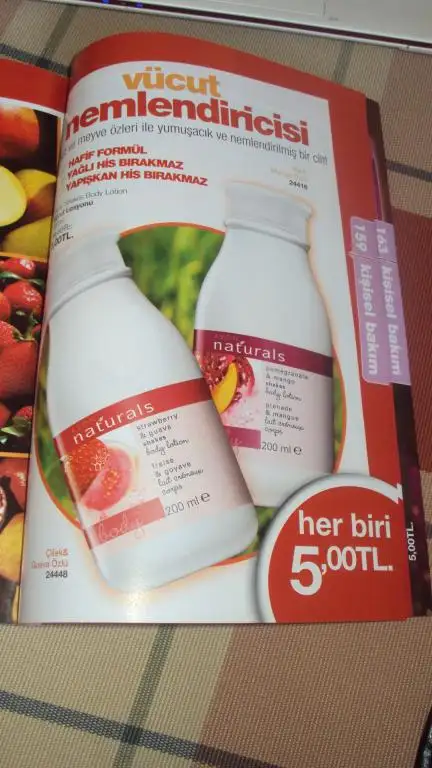 vücut
nemlendiricisi
meyve özleri ile yumuşacık ve nemlendirilmiş bir cilt!
HAFİF FORMÜL
YAĞLI HİS BIRAKMAZ
YAPIŞKAN HİS BIRAKMAZ
Body Lotion
24416
163 kişisel bakım
159 kişisel bakım
naturals
pomegranate
& mango
shakes
body lotion
grenade
& mangue
lait crémeux
corps
200 ml e
naturals
strawberry
& guava
shakes
body lotion
fraise
& goyave
lait crémeux
corps
body
200 ml e
Çilek&
Guava Özlü
24448
her biri
5,00TL.
5,00TL.